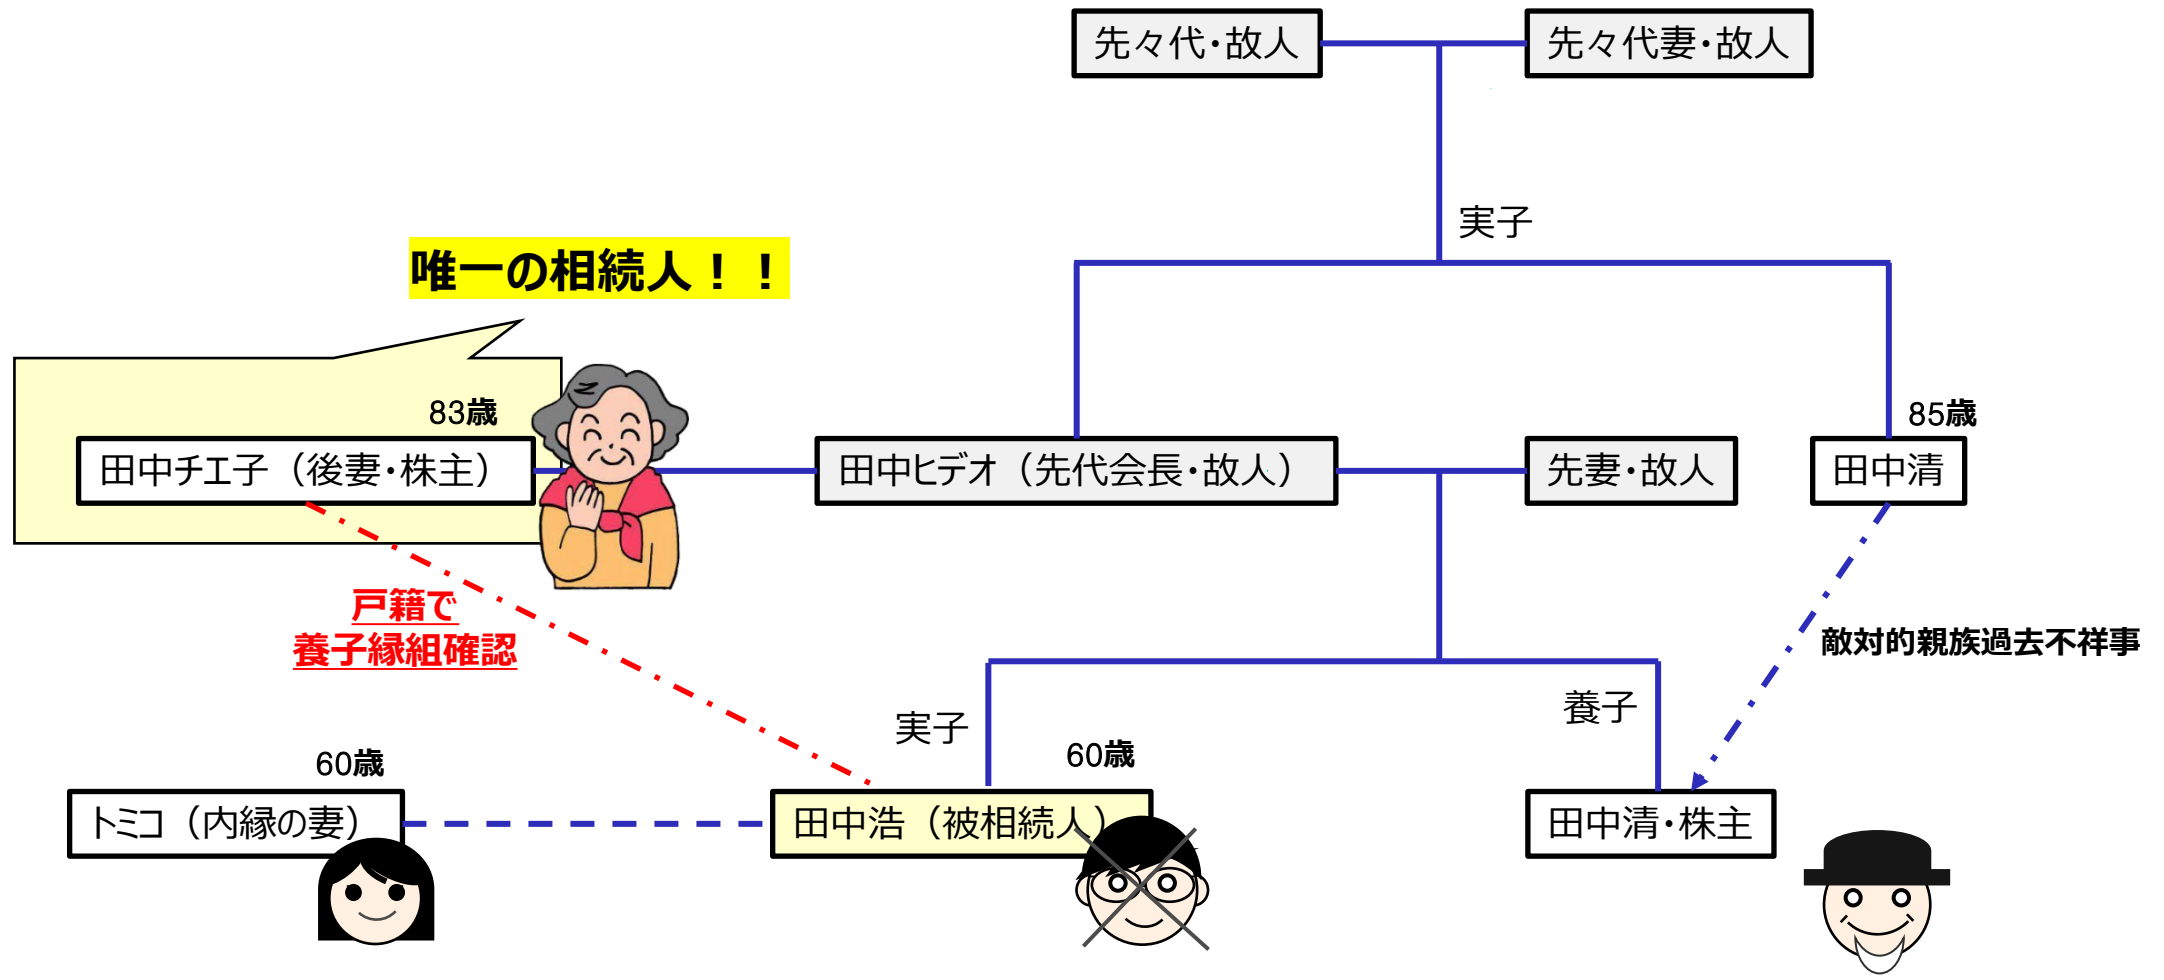 先々代・故人
先々代妻・故人
実子
唯一の相続人！！
83歳
85歳
田中チエ子（後妻・株主）
田中ヒデオ（先代会長・故人）
先妻・故人
田中清
戸籍で
養子縁組確認
敵対的親族過去不祥事
実子
養子
60歳
60歳
トミコ（内縁の妻）
田中浩（被相続人）
田中清・株主